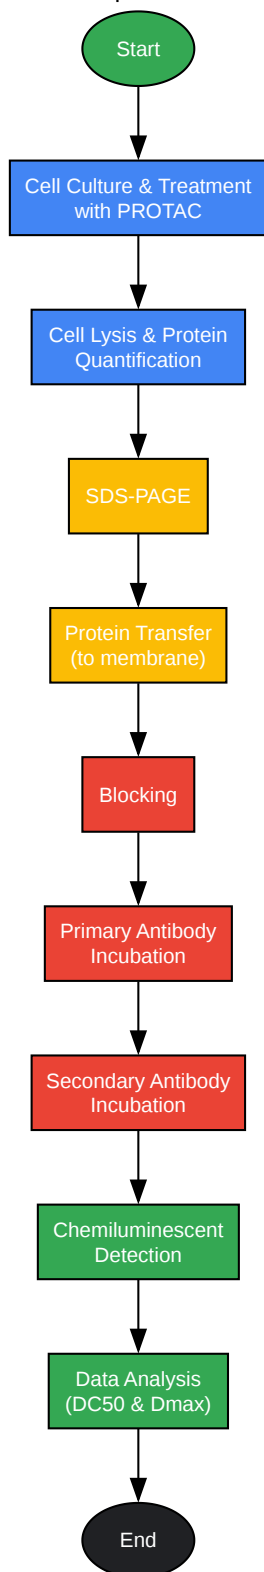 Start
Cell Culture & Treatment
with PROTAC
Cell Lysis & Protein
Quantification
SDS-PAGE
Protein Transfer
(to membrane)
Blocking
Primary Antibody
Incubation
Secondary Antibody
Incubation
Chemiluminescent
Detection
Data Analysis
(DC50 & Dmax)
End